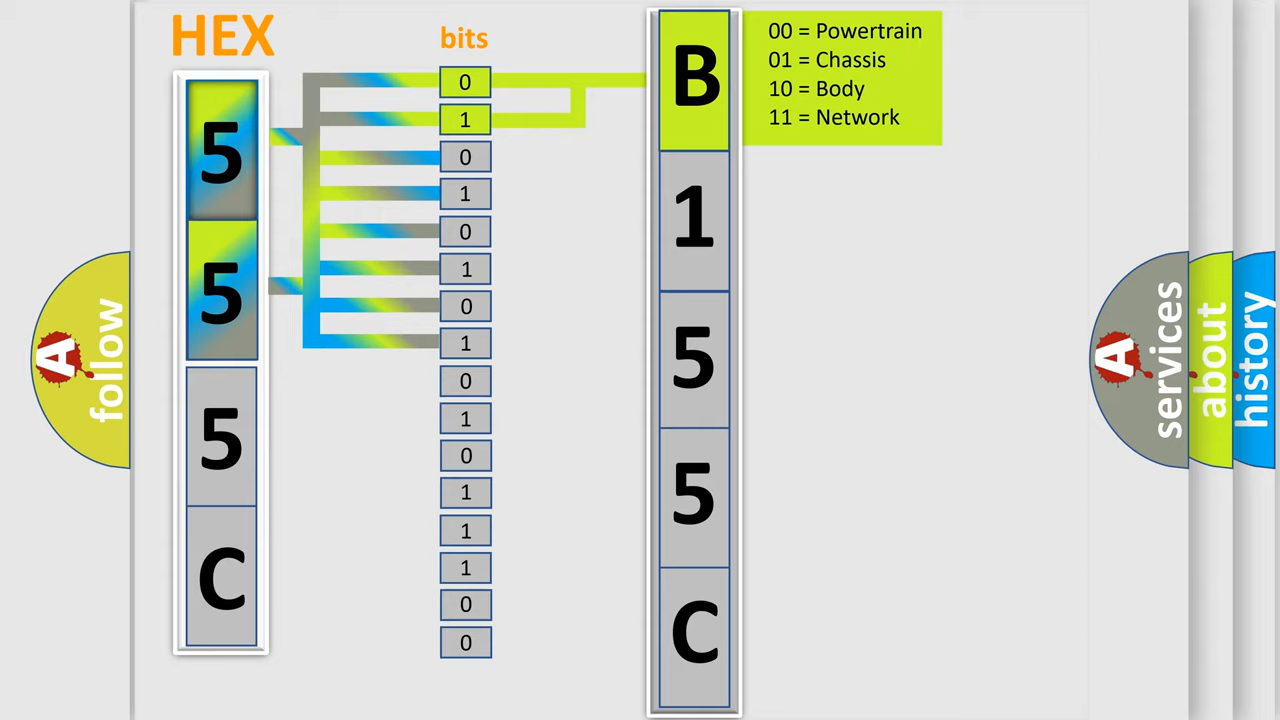 HEX
bits
5
5
5
C
0
1
0
1
0
1
0
1
0
1
0
1
1
1
0
0
B
1
5
5
C
00 = Powertrain
01 = Chassis
10 = Body
11 = Network
A
follow
A
services
about
history